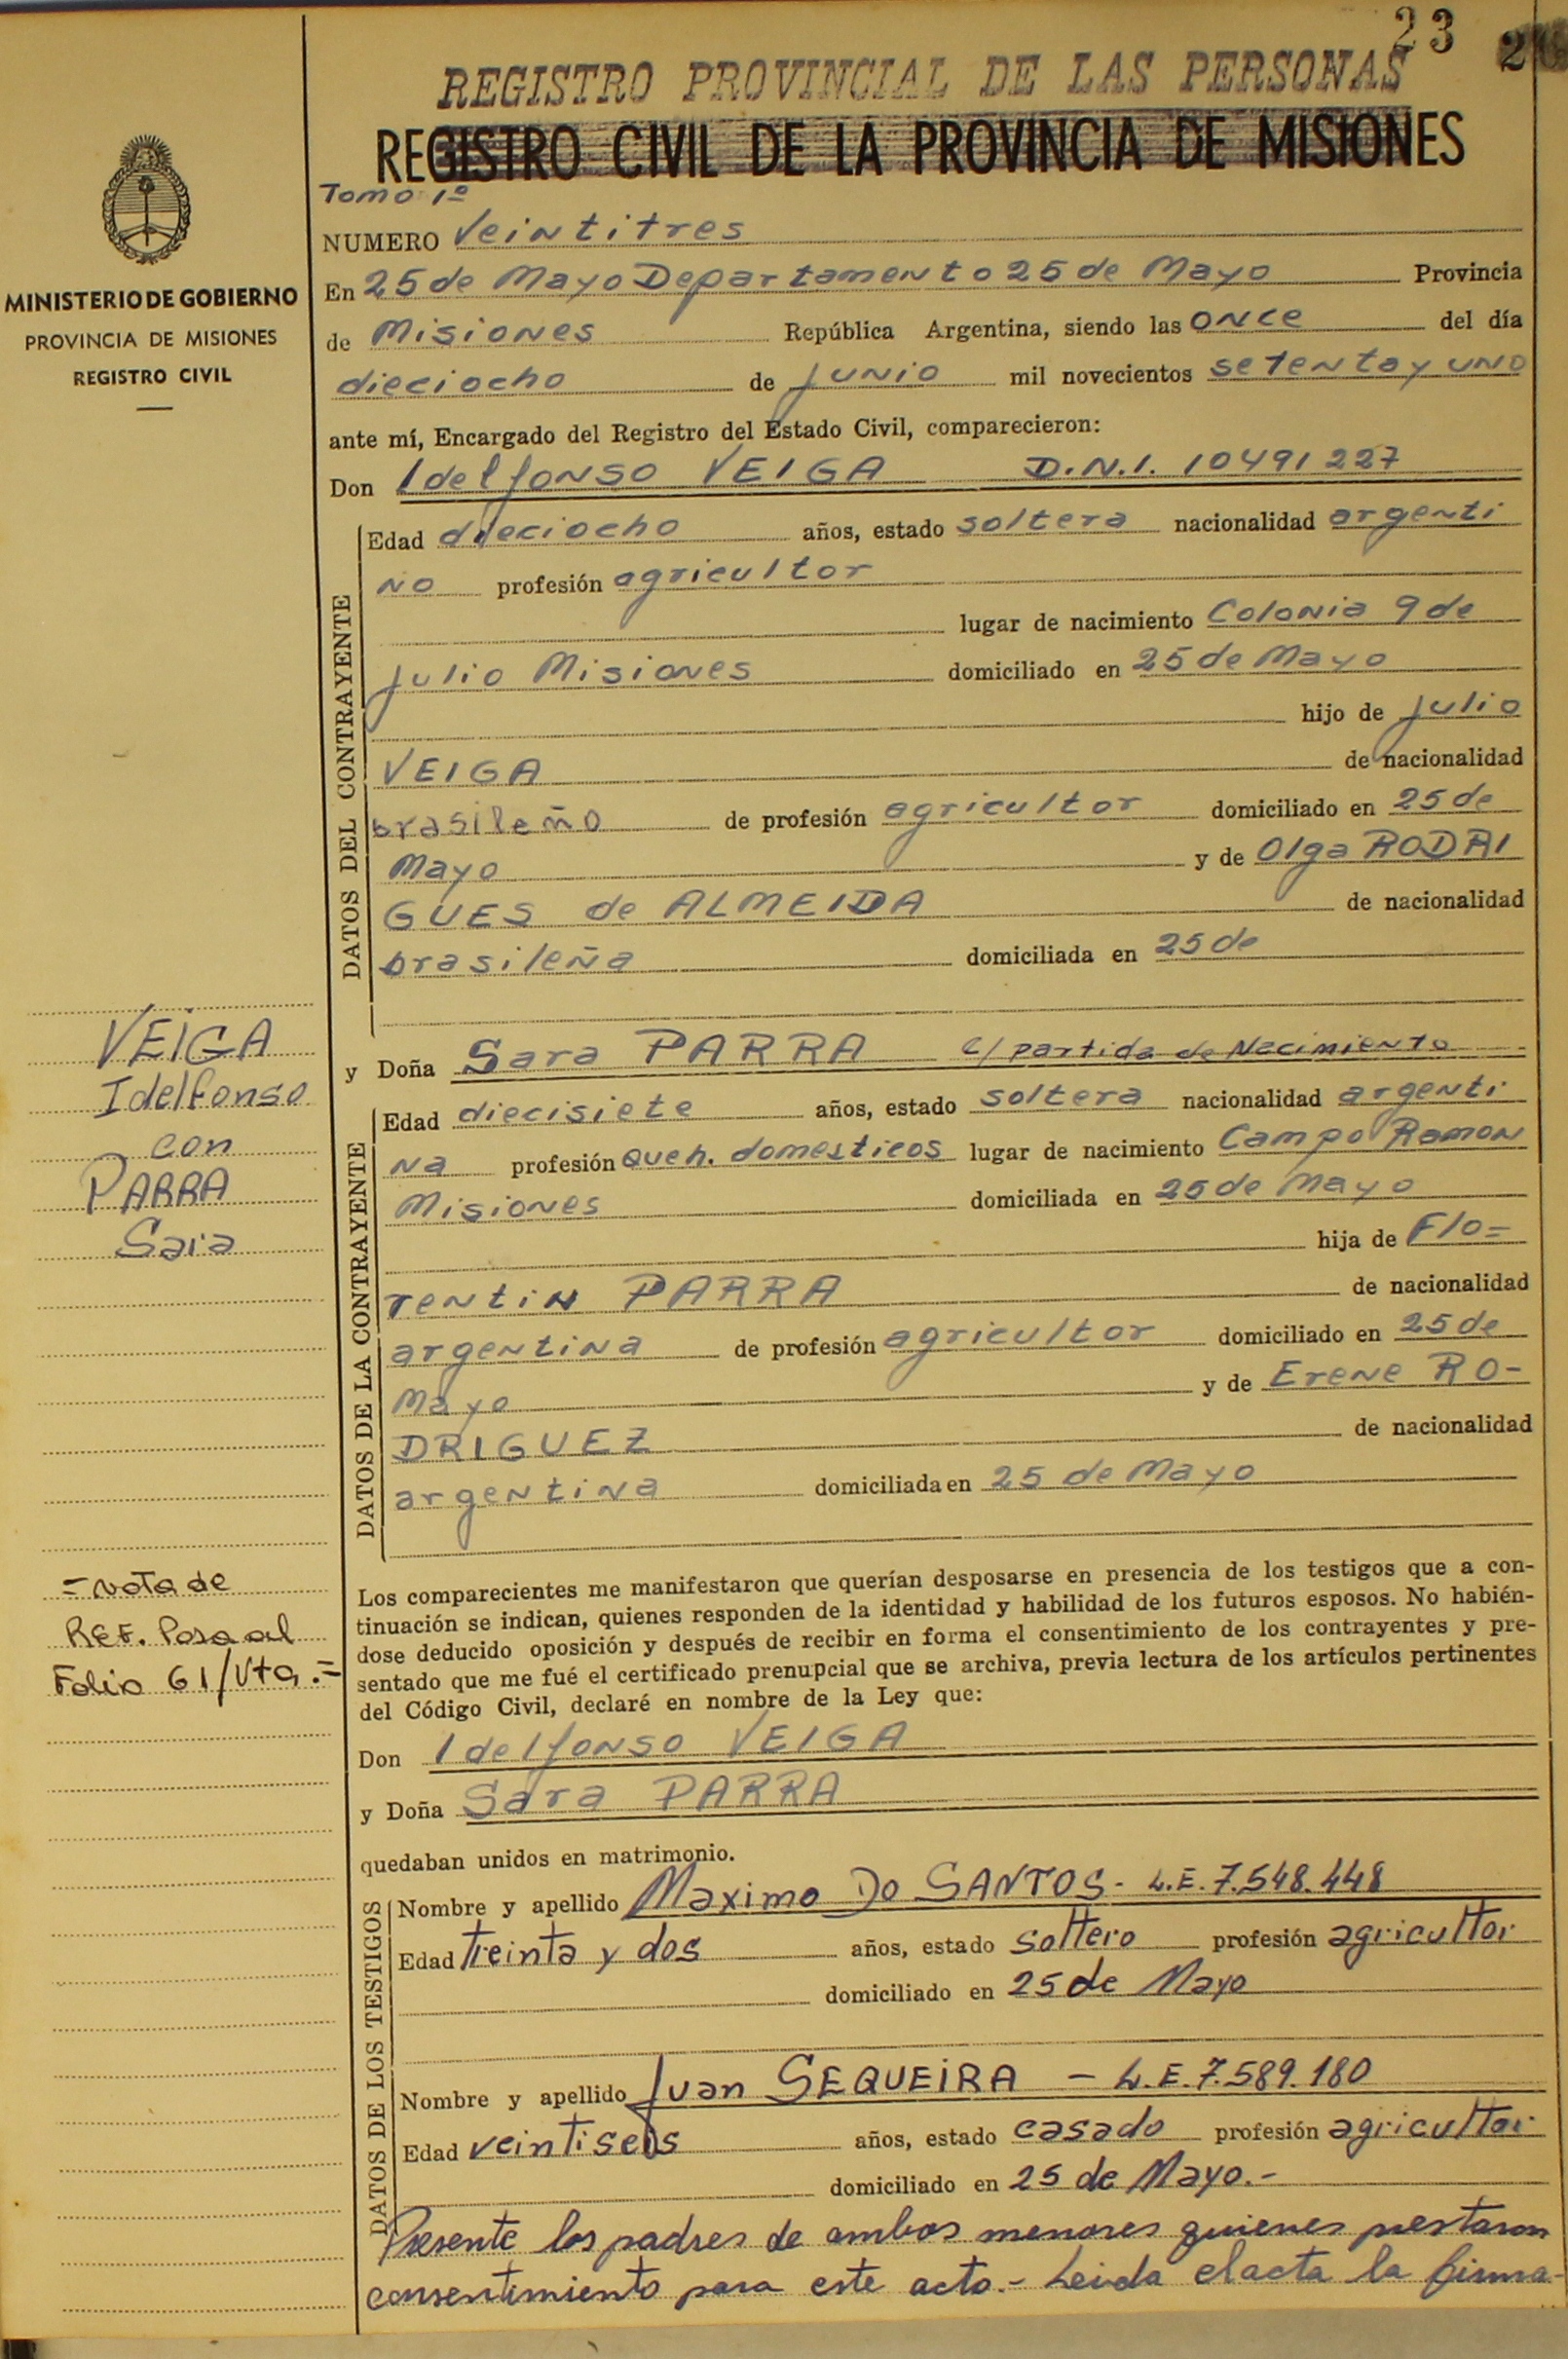 23
REGISTRO PROVINCIAL DE LAS PERSONAS
REGISTRO CIVIL DE LA PROVINCIA DE MISIONES
MINISTERIO DE GOBIERNO
PROVINCIA DE MISIONES
REGISTRO CIVIL
Tomo 1º
NUMERO Veintitres
En 25 de Mayo Departamento 25 de Mayo Provincia
de Misiones República Argentina, siendo las once del día
dieciocho de junio mil novecientos setenta y uno
ante mí, Encargado del Registro del Estado Civil, comparecieron:
Don Idelfonso VEIGA D.N.I. 10491227
DATOS DEL CONTRAYENTE
Edad dieciocho años, estado soltera nacionalidad argenti
no profesión agricultor
lugar de nacimiento Colonia 9 de
julio Misiones domiciliado en 25 de Mayo
hijo de julio
VEIGA de nacionalidad
brasileño de profesión agricultor domiciliado en 25 de
Mayo y de Olga RODRI
GUES de ALMEIDA de nacionalidad
brasileña domiciliada en 25 de
VEIGA
Idelfonso
con
PARRA
Sara
y Doña Sara PARRA c/ partida de Nacimiento
DATOS DE LA CONTRAYENTE
Edad diecisiete años, estado soltera nacionalidad argenti
na profesión queh. domesticos lugar de nacimiento Campo Ramon
Misiones domiciliada en 25 de Mayo
hija de Flo=
rentin PARRA de nacionalidad
argentina de profesión agricultor domiciliado en 25 de
Mayo y de Erene RO-
DRIGUEZ de nacionalidad
argentina domiciliada en 25 de Mayo
= nota de
REF. Pasa al
Folio 61/Vta.=
Los comparecientes me manifestaron que querían desposarse en presencia de los testigos que a con-
tinuación se indican, quienes responden de la identidad y habilidad de los futuros esposos. No habién-
dose deducido oposición y después de recibir en forma el consentimiento de los contrayentes y pre-
sentado que me fué el certificado prenupcial que se archiva, previa lectura de los artículos pertinentes
del Código Civil, declaré en nombre de la Ley que:
Don Idelfonso VEIGA
y Doña Sara PARRA
quedaban unidos en matrimonio.
DATOS DE LOS TESTIGOS
Nombre y apellido Maximo DO SANTOS - L.E. 7.548.448
Edad treinta y dos años, estado soltero profesión agricultor
domiciliado en 25 de Mayo
Nombre y apellido Juan SEQUEIRA - L.E. 7.589.180
Edad veintiseis años, estado casado profesión agricultor
domiciliado en 25 de Mayo.-
Presente los padres de ambos menores quienes prestaron
consentimiento para este acto.- Leida el acta la firma-